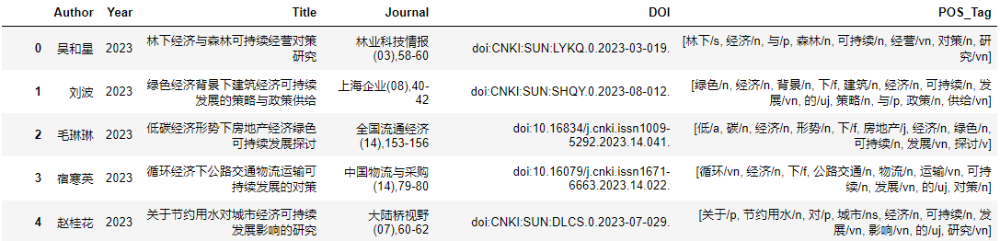 Author Year Title Journal DOI POS_Tag
0 吴和星 2023 林下经济与森林可持续经营对策 林业科技情报 doi:CNKI:SUN:LYKQ.0.2023-03-019. [林下/s, 经济/n, 与/p, 森林/n, 可持续/n, 经营/vn, 对策/n, 研
研究 (03),58-60 究/vn]
1 刘波 2023 绿色经济背景下建筑经济可持续 上海企业(08),40- doi:CNKI:SUN:SHQY.0.2023-08-012. [绿色/n, 经济/n, 背景/n, 下/f, 建筑/n, 经济/n, 可持续/n, 发
发展的策略与政策供给 42 展/vn, 的/uj, 策略/n, 与/p, 政策/n, 供给/vn]
2 毛琳琳 2023 低碳经济形势下房地产经济绿色 全国流通经济 doi:10.16834/j.cnki.issn1009- [低/a, 碳/n, 经济/n, 形势/n, 下/f, 房地产/j, 经济/n, 绿色/n,
可持续发展探讨 (14),153-156 5292.2023.14.041. 可持续/n, 发展/vn, 探讨/v]
3 宿寒英 2023 循环经济下公路交通物流运输可 中国物流与采购 doi:10.16079/j.cnki.issn1671- [循环/vn, 经济/n, 下/f, 公路交通/n, 物流/n, 运输/vn, 可持
持续发展的对策 (14),79-80 6663.2023.14.022. 续/n, 发展/vn, 的/uj, 对策/n]
4 赵桂花 2023 关于节约用水对城市经济可持续 大陆桥视野 doi:CNKI:SUN:DLCS.0.2023-07-029. [关于/p, 节约用水/n, 对/p, 城市/ns, 经济/n, 可持续/n, 发
发展影响的研究 (07),60-62 展/vn, 影响/vn, 的/uj, 研究/vn]